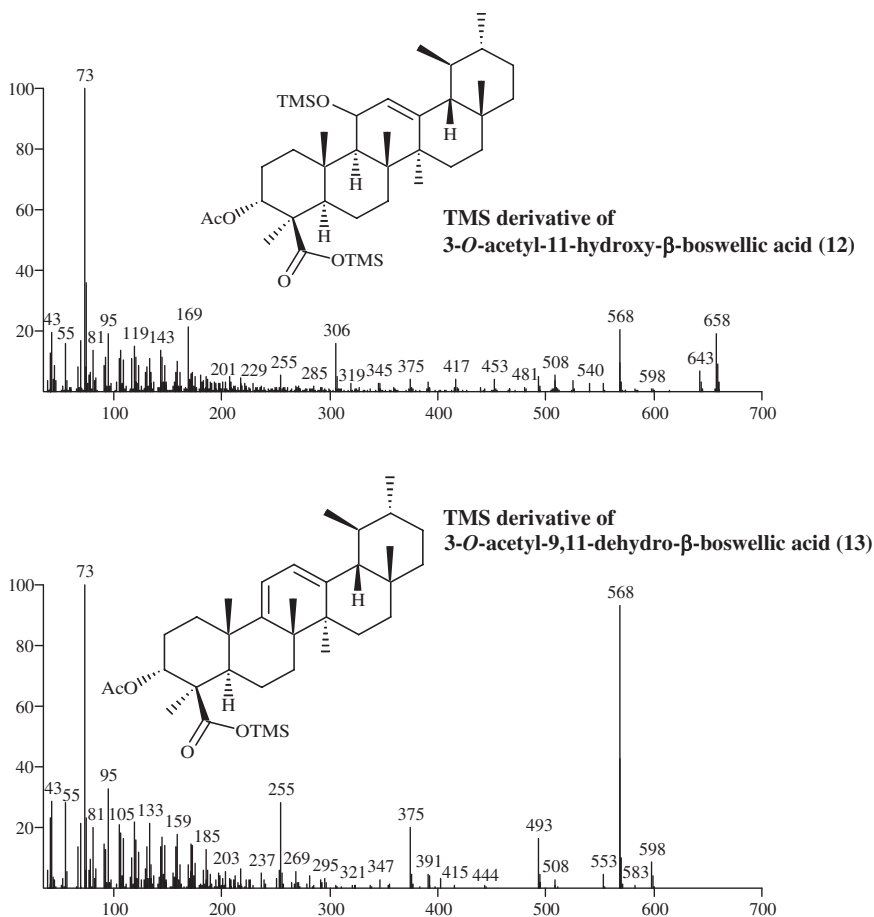 73
100
80
60
40
20
TMSO
H
H
AcO
H
O
OTMS
TMS derivative of
3-O-acetyl-11-hydroxy-β-boswellic acid (12)
43 55 81 95 119 143 169 201 229 255 285 306 319 345 375 417 453 481 508 540 568 598 643 658
100 200 300 400 500 600 700
TMS derivative of
3-O-acetyl-9,11-dehydro-β-boswellic acid (13)
73
100
80
60
40
20
H
AcO
H
O
OTMS
43 55 81 95 105 133 159 185 203 237 255 269 295 321 347 375 391 415 444 493 508 553 568 583 598
100 200 300 400 500 600 700